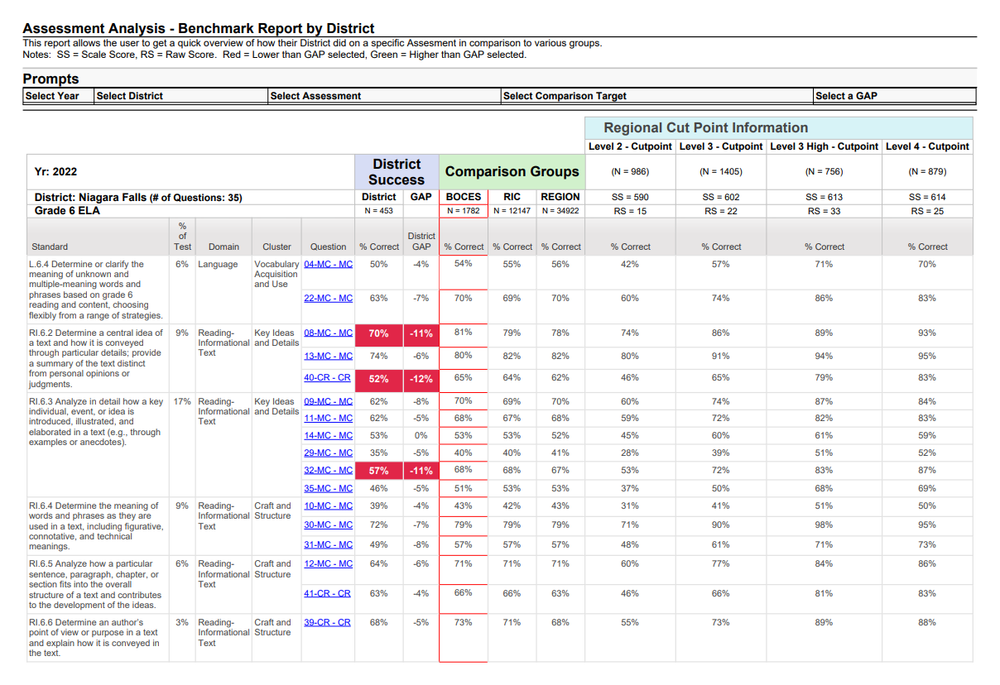 Assessment Analysis - Benchmark Report by District
This report allows the user to get a quick overview of how their District did on a specific Assesment in comparison to various groups.
Notes:  SS = Scale Score, RS = Raw Score.  Red = Lower than GAP selected, Green = Higher than GAP selected.
Prompts
Select Year Select District Select Assessment Select Comparison Target Select a GAP
Regional Cut Point Information
Level 2 - Cutpoint Level 3 - Cutpoint Level 3 High - Cutpoint Level 4 - Cutpoint
Yr: 2022 District Success Comparison Groups (N = 986) (N = 1405) (N = 756) (N = 879)
District: Niagara Falls (# of Questions: 35) District GAP BOCES RIC REGION SS = 590 SS = 602 SS = 613 SS = 614
Grade 6 ELA N = 453 N = 1782 N = 12147 N = 34922 RS = 15 RS = 22 RS = 33 RS = 25
Standard % of Test Domain Cluster Question % Correct District GAP % Correct % Correct % Correct % Correct % Correct % Correct % Correct
L.6.4 Determine or clarify the 6% Language Vocabulary 04-MC - MC 50% -4% 54% 55% 56% 42% 57% 71% 70%
meaning of unknown and Acquisition
multiple-meaning words and and Use
phrases based on grade 6 22-MC - MC 63% -7% 70% 69% 70% 60% 74% 86% 83%
reading and content, choosing
flexibly from a range of strategies.
RI.6.2 Determine a central idea of 9% Reading- Key Ideas 08-MC - MC 70% -11% 81% 79% 78% 74% 86% 89% 93%
a text and how it is conveyed Informational and Details
through particular details; provide Text
a summary of the text distinct 13-MC - MC 74% -6% 80% 82% 82% 80% 91% 94% 95%
from personal opinions or 40-CR - CR 52% -12% 65% 64% 62% 46% 65% 79% 83%
judgments.
RI.6.3 Analyze in detail how a key 17% Reading- Key Ideas 09-MC - MC 62% -8% 70% 69% 70% 60% 74% 87% 84%
individual, event, or idea is Informational and Details
introduced, illustrated, and Text 11-MC - MC 62% -5% 68% 67% 68% 59% 72% 82% 83%
elaborated in a text (e.g., through 14-MC - MC 53% 0% 53% 53% 52% 45% 60% 61% 59%
examples or anecdotes).
29-MC - MC 35% -5% 40% 40% 41% 28% 39% 51% 52%
32-MC - MC 57% -11% 68% 68% 67% 53% 72% 83% 87%
35-MC - MC 46% -5% 51% 53% 53% 37% 50% 68% 69%
RI.6.4 Determine the meaning of 9% Reading- Craft and 10-MC - MC 39% -4% 43% 42% 43% 31% 41% 51% 50%
words and phrases as they are Informational Structure
used in a text, including figurative, Text 30-MC - MC 72% -7% 79% 79% 79% 71% 90% 98% 95%
connotative, and technical
meanings. 31-MC - MC 49% -8% 57% 57% 57% 48% 61% 71% 73%
RI.6.5 Analyze how a particular 6% Reading- Craft and 12-MC - MC 64% -6% 71% 71% 71% 60% 77% 84% 86%
sentence, paragraph, chapter, or Informational Structure
section fits into the overall Text
structure of a text and contributes 41-CR - CR 63% -4% 66% 66% 63% 46% 66% 81% 83%
to the development of the ideas.
RI.6.6 Determine an author's 3% Reading- Craft and 39-CR - CR 68% -5% 73% 71% 68% 55% 73% 89% 88%
point of view or purpose in a text Informational Structure
and explain how it is conveyed in Text
the text.